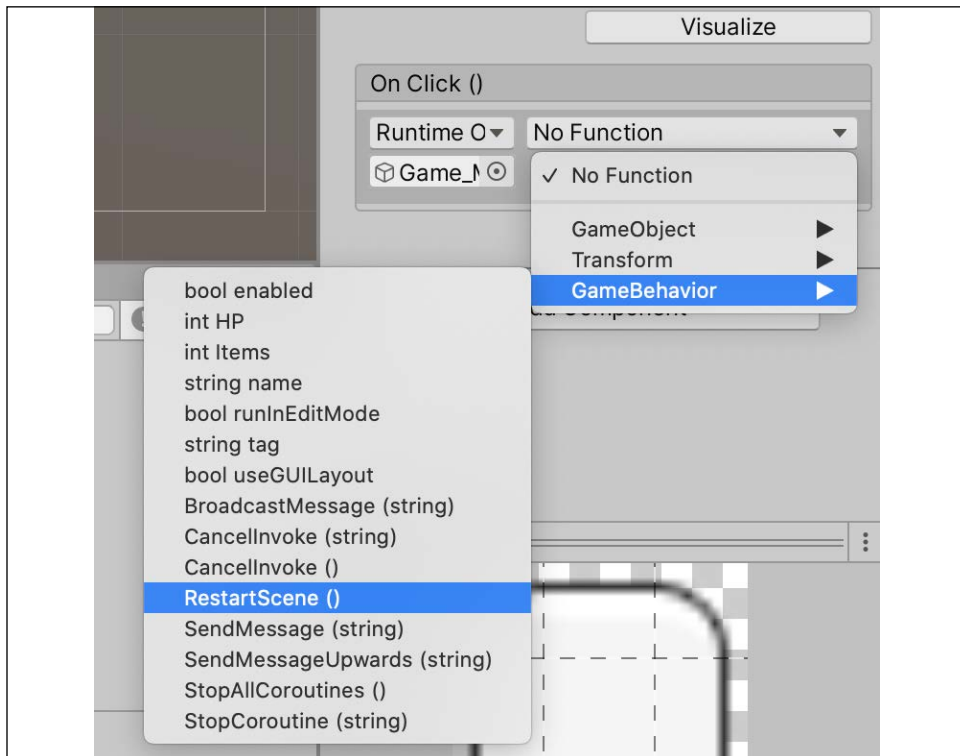 Visualize
On Click ()
Runtime O
No Function
Game_M
No Function
GameObject
Transform
GameBehavior
Component
bool enabled
int HP
int Items
string name
bool runInEditMode
string tag
bool useGUILayout
BroadcastMessage (string)
CancelInvoke (string)
CancelInvoke ()
RestartScene ()
SendMessage (string)
SendMessageUpwards (string)
StopAllCoroutines ()
StopCoroutine (string)